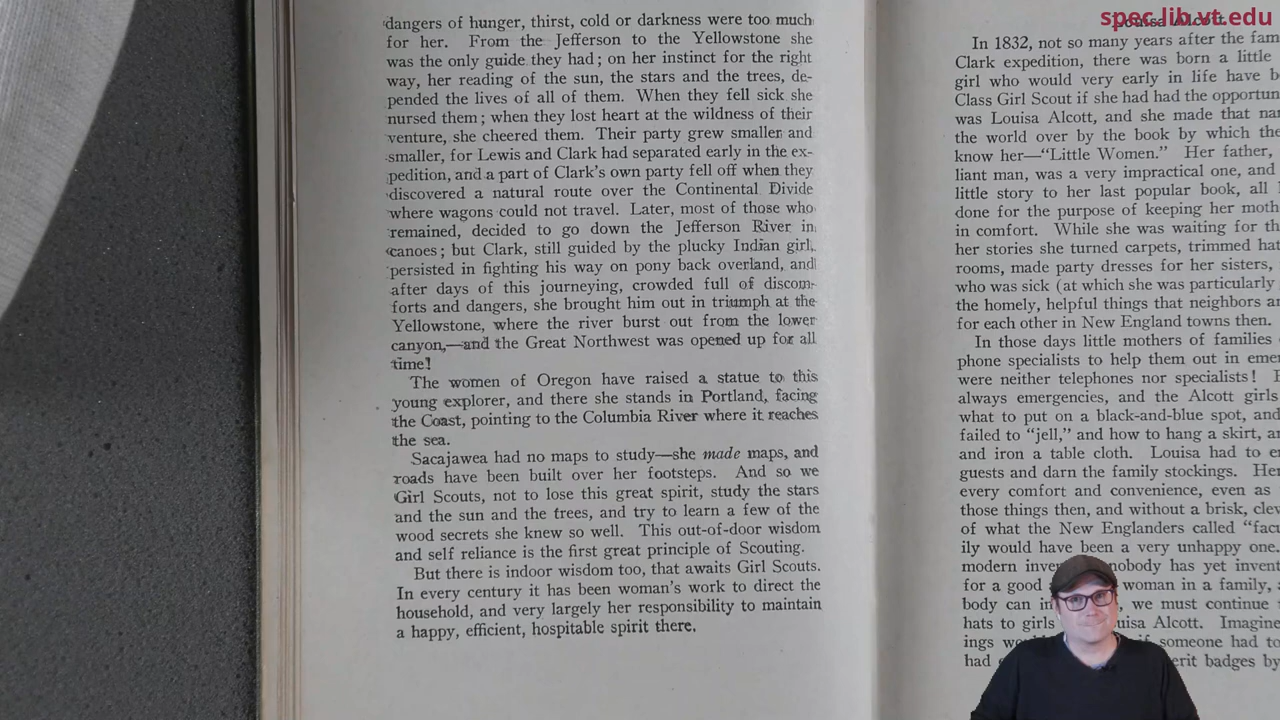 dangers of hunger, thirst, cold or darkness were too much
for her. From the Jefferson to the Yellowstone she
was the only guide they had; on her instinct for the right
way, her reading of the sun, the stars and the trees, de-
pended the lives of all of them. When they fell sick she
nursed them; when they lost heart at the wildness of their
venture, she cheered them. Their party grew smaller and
smaller, for Lewis and Clark had separated early in the ex-
pedition, and a part of Clark's own party fell off when they
discovered a natural route over the Continental Divide
where wagons could not travel. Later, most of those who
remained, decided to go down the Jefferson River in
canoes; but Clark, still guided by the plucky Indian girl,
persisted in fighting his way on pony back overland, and
after days of this journeying, crowded full of discom-
forts and dangers, she brought him out in triumph at the
Yellowstone, where the river burst out from the lower
canyon,—and the Great Northwest was opened up for all
time!
The women of Oregon have raised a statue to this
young explorer, and there she stands in Portland, facing
the Coast, pointing to the Columbia River where it reaches
the sea.
Sacajawea had no maps to study—she made maps, and
roads have been built over her footsteps. And so we
Girl Scouts, not to lose this great spirit, study the stars
and the sun and the trees, and try to learn a few of the
wood secrets she knew so well. This out-of-door wisdom
and self reliance is the first great principle of Scouting.
But there is indoor wisdom too, that awaits Girl Scouts.
In every century it has been woman's work to direct the
household, and very largely her responsibility to maintain
a happy, efficient, hospitable spirit there.
spec.lib.vt.edu
Louisa Alcott
In 1832, not so many years after the fam
Clark expedition, there was born a little
girl who would very early in life have b
Class Girl Scout if she had had the opportun
was Louisa Alcott, and she made that nam
the world over by the book by which the
know her—"Little Women." Her father,
liant man, was a very impractical one, and
little story to her last popular book, all
done for the purpose of keeping her moth
in comfort. While she was waiting for th
her stories she turned carpets, trimmed hat
rooms, made party dresses for her sisters,
who was sick (at which she was particularly
the homely, helpful things that neighbors an
for each other in New England towns then.
In those days little mothers of families
phone specialists to help them out in emer
were neither telephones nor specialists!
always emergencies, and the Alcott girls
what to put on a black-and-blue spot, and
failed to "jell," and how to hang a skirt, an
and iron a table cloth. Louisa had to en
guests and darn the family stockings. Her
every comfort and convenience, even as
those things then, and without a brisk, clev
of what the New Englanders called "facu
ily would have been a very unhappy one.
modern inven nobody has yet invent
for a good woman in a family,
body can in , we must continue
hats to girls uisa Alcott. Imagine
ings wo if someone had to
had erit badges by